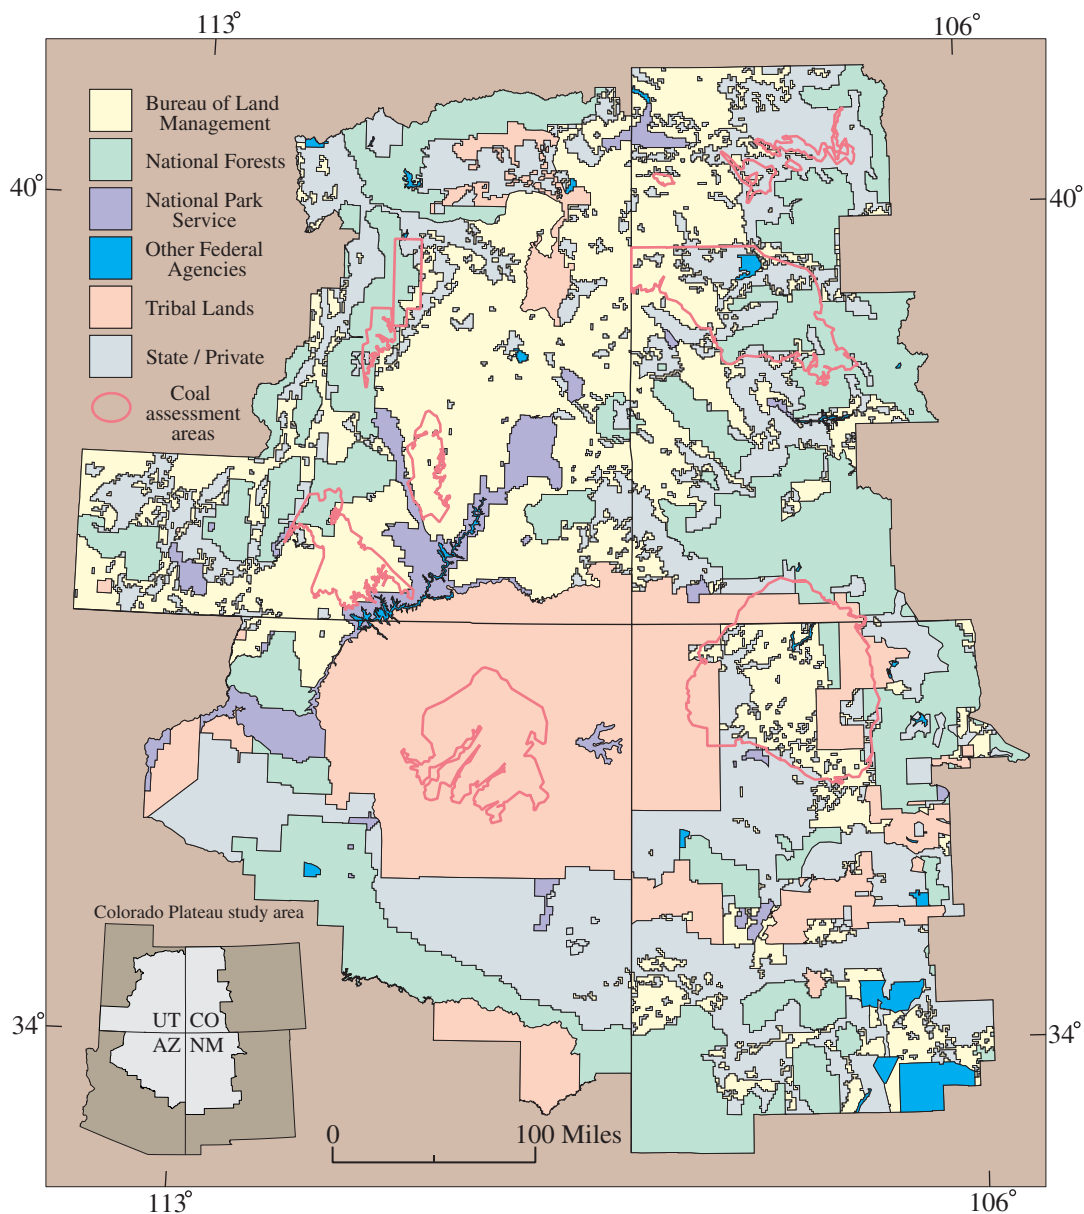 113°
106°
Bureau of Land
Management
National Forests
National Park
Service
Other Federal
Agencies
Tribal Lands
State / Private
Coal
assessment
areas
40°
40°
Colorado Plateau study area
UT CO
AZ NM
34°
34°
0
100 Miles
113°
106°